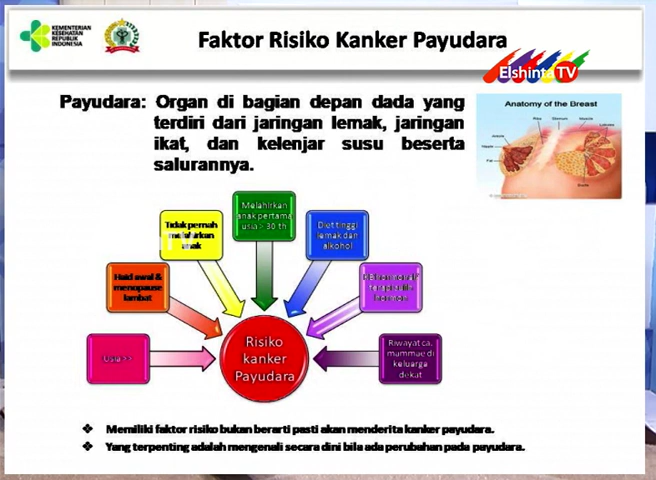 KEMENTERIAN
KESEHATAN
REPUBLIK
INDONESIA
Faktor Risiko Kanker Payudara
Elshinta TV
Payudara: Organ di bagian depan dada yang
terdiri dari jaringan lemak, jaringan
ikat, dan kelenjar susu beserta
salurannya.
Anatomy of the Breast
Usia >>
Haid awal &
menopause
lambat
Tidak pernah
melahirkan
anak
Melahirkan
anak pertama
usia > 30 th
Diet tinggi
lemak dan
alkohol
Riwayat ca.
mammae di
keluarga
dekat
Risiko
kanker
Payudara
❖ Memiliki faktor risiko bukan berarti pasti akan menderita kanker payudara.
❖ Yang terpenting adalah mengenali secara dini bila ada perubahan pada payudara.